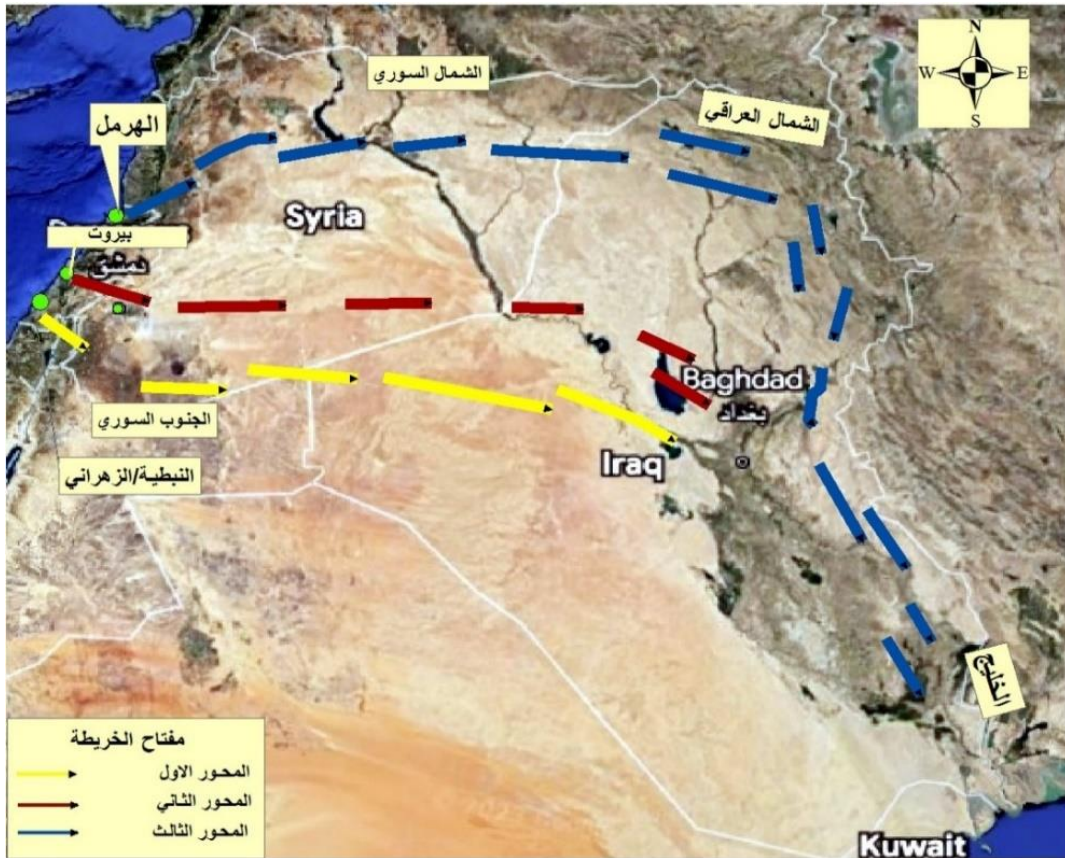 N
W E
S
الشمال السوري
الشمال العراقي
الهرمل
Syria
بيروت
دمشق
Baghdad
بغداد
الجنوب السوري
Iraq
النبطية/الزهراني
الخليج
مفتاح الخريطة
المحور الاول
المحور الثاني
المحور الثالث
Kuwait